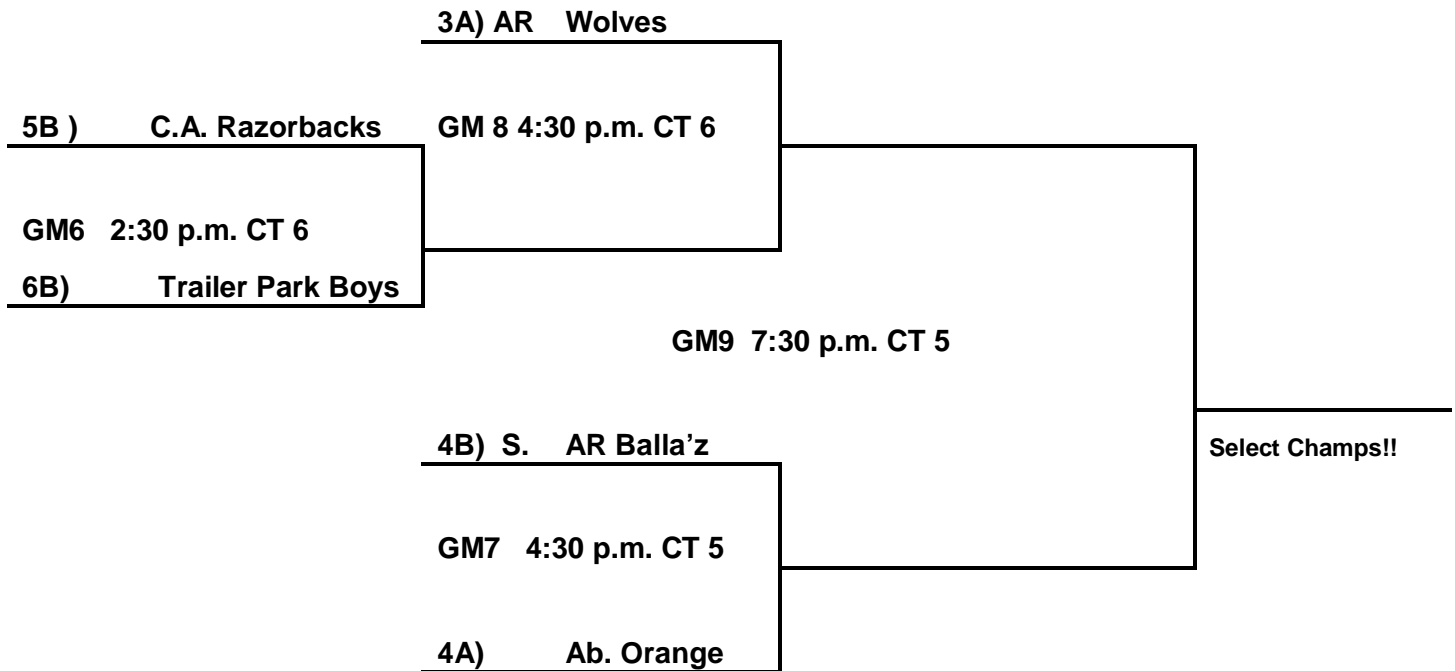 3A) AR Wolves
5B ) C.A. Razorbacks
GM 8 4:30 p.m. CT 6
GM6 2:30 p.m. CT 6
6B) Trailer Park Boys
GM9 7:30 p.m. CT 5
4B) S. AR Balla’z
Select Champs!!
GM7 4:30 p.m. CT 5
4A) Ab. Orange